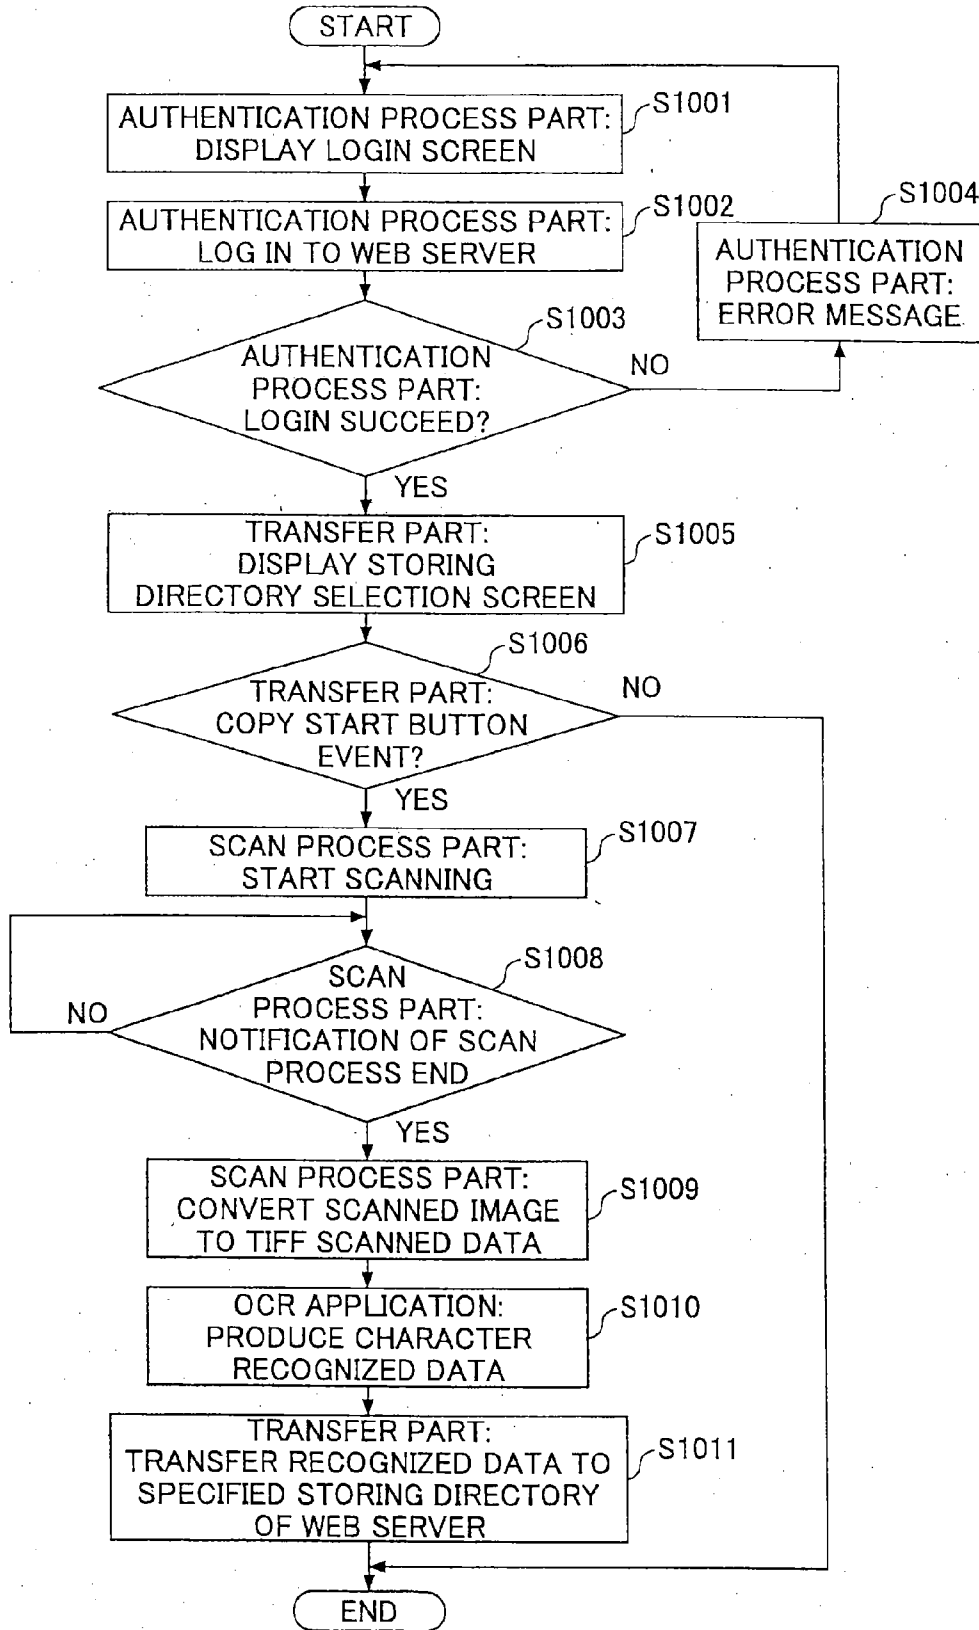 START
AUTHENTICATION PROCESS PART:
DISPLAY LOGIN SCREEN
S1001
AUTHENTICATION PROCESS PART:
LOG IN TO WEB SERVER
S1002
S1004
AUTHENTICATION
PROCESS PART:
ERROR MESSAGE
S1003
AUTHENTICATION
PROCESS PART:
LOGIN SUCCEED?
NO
YES
TRANSFER PART:
DISPLAY STORING
DIRECTORY SELECTION SCREEN
S1005
S1006
TRANSFER PART:
COPY START BUTTON
EVENT?
NO
YES
SCAN PROCESS PART:
START SCANNING
S1007
S1008
SCAN
PROCESS PART:
NOTIFICATION OF SCAN
PROCESS END
NO
YES
SCAN PROCESS PART:
CONVERT SCANNED IMAGE
TO TIFF SCANNED DATA
S1009
OCR APPLICATION:
PRODUCE CHARACTER
RECOGNIZED DATA
S1010
TRANSFER PART:
TRANSFER RECOGNIZED DATA TO
SPECIFIED STORING DIRECTORY
OF WEB SERVER
S1011
END